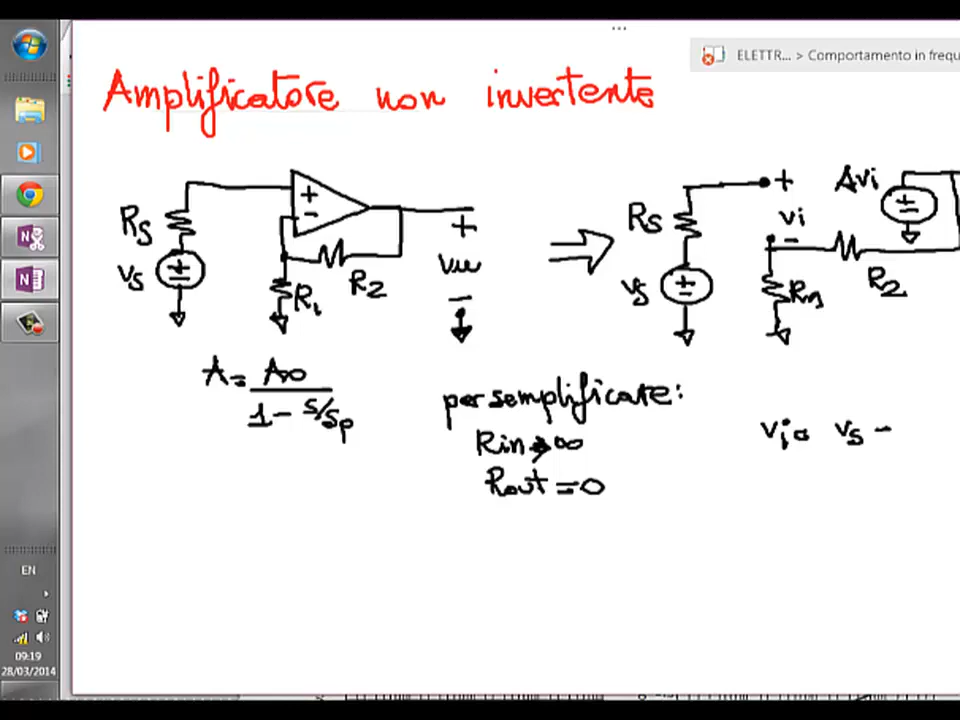 ...
ELETTR... > Comportamento in frequ
Amplificatore non invertente
+
-
RS
vs
R1
R2
+
vu
-
RS
vs
+
vi
-
R1
R2
Avi
A = A0
1 - s/sp
per semplificare:
Rin → ∞
Rout = 0
vi = vs -
EN
09:19
28/03/2014